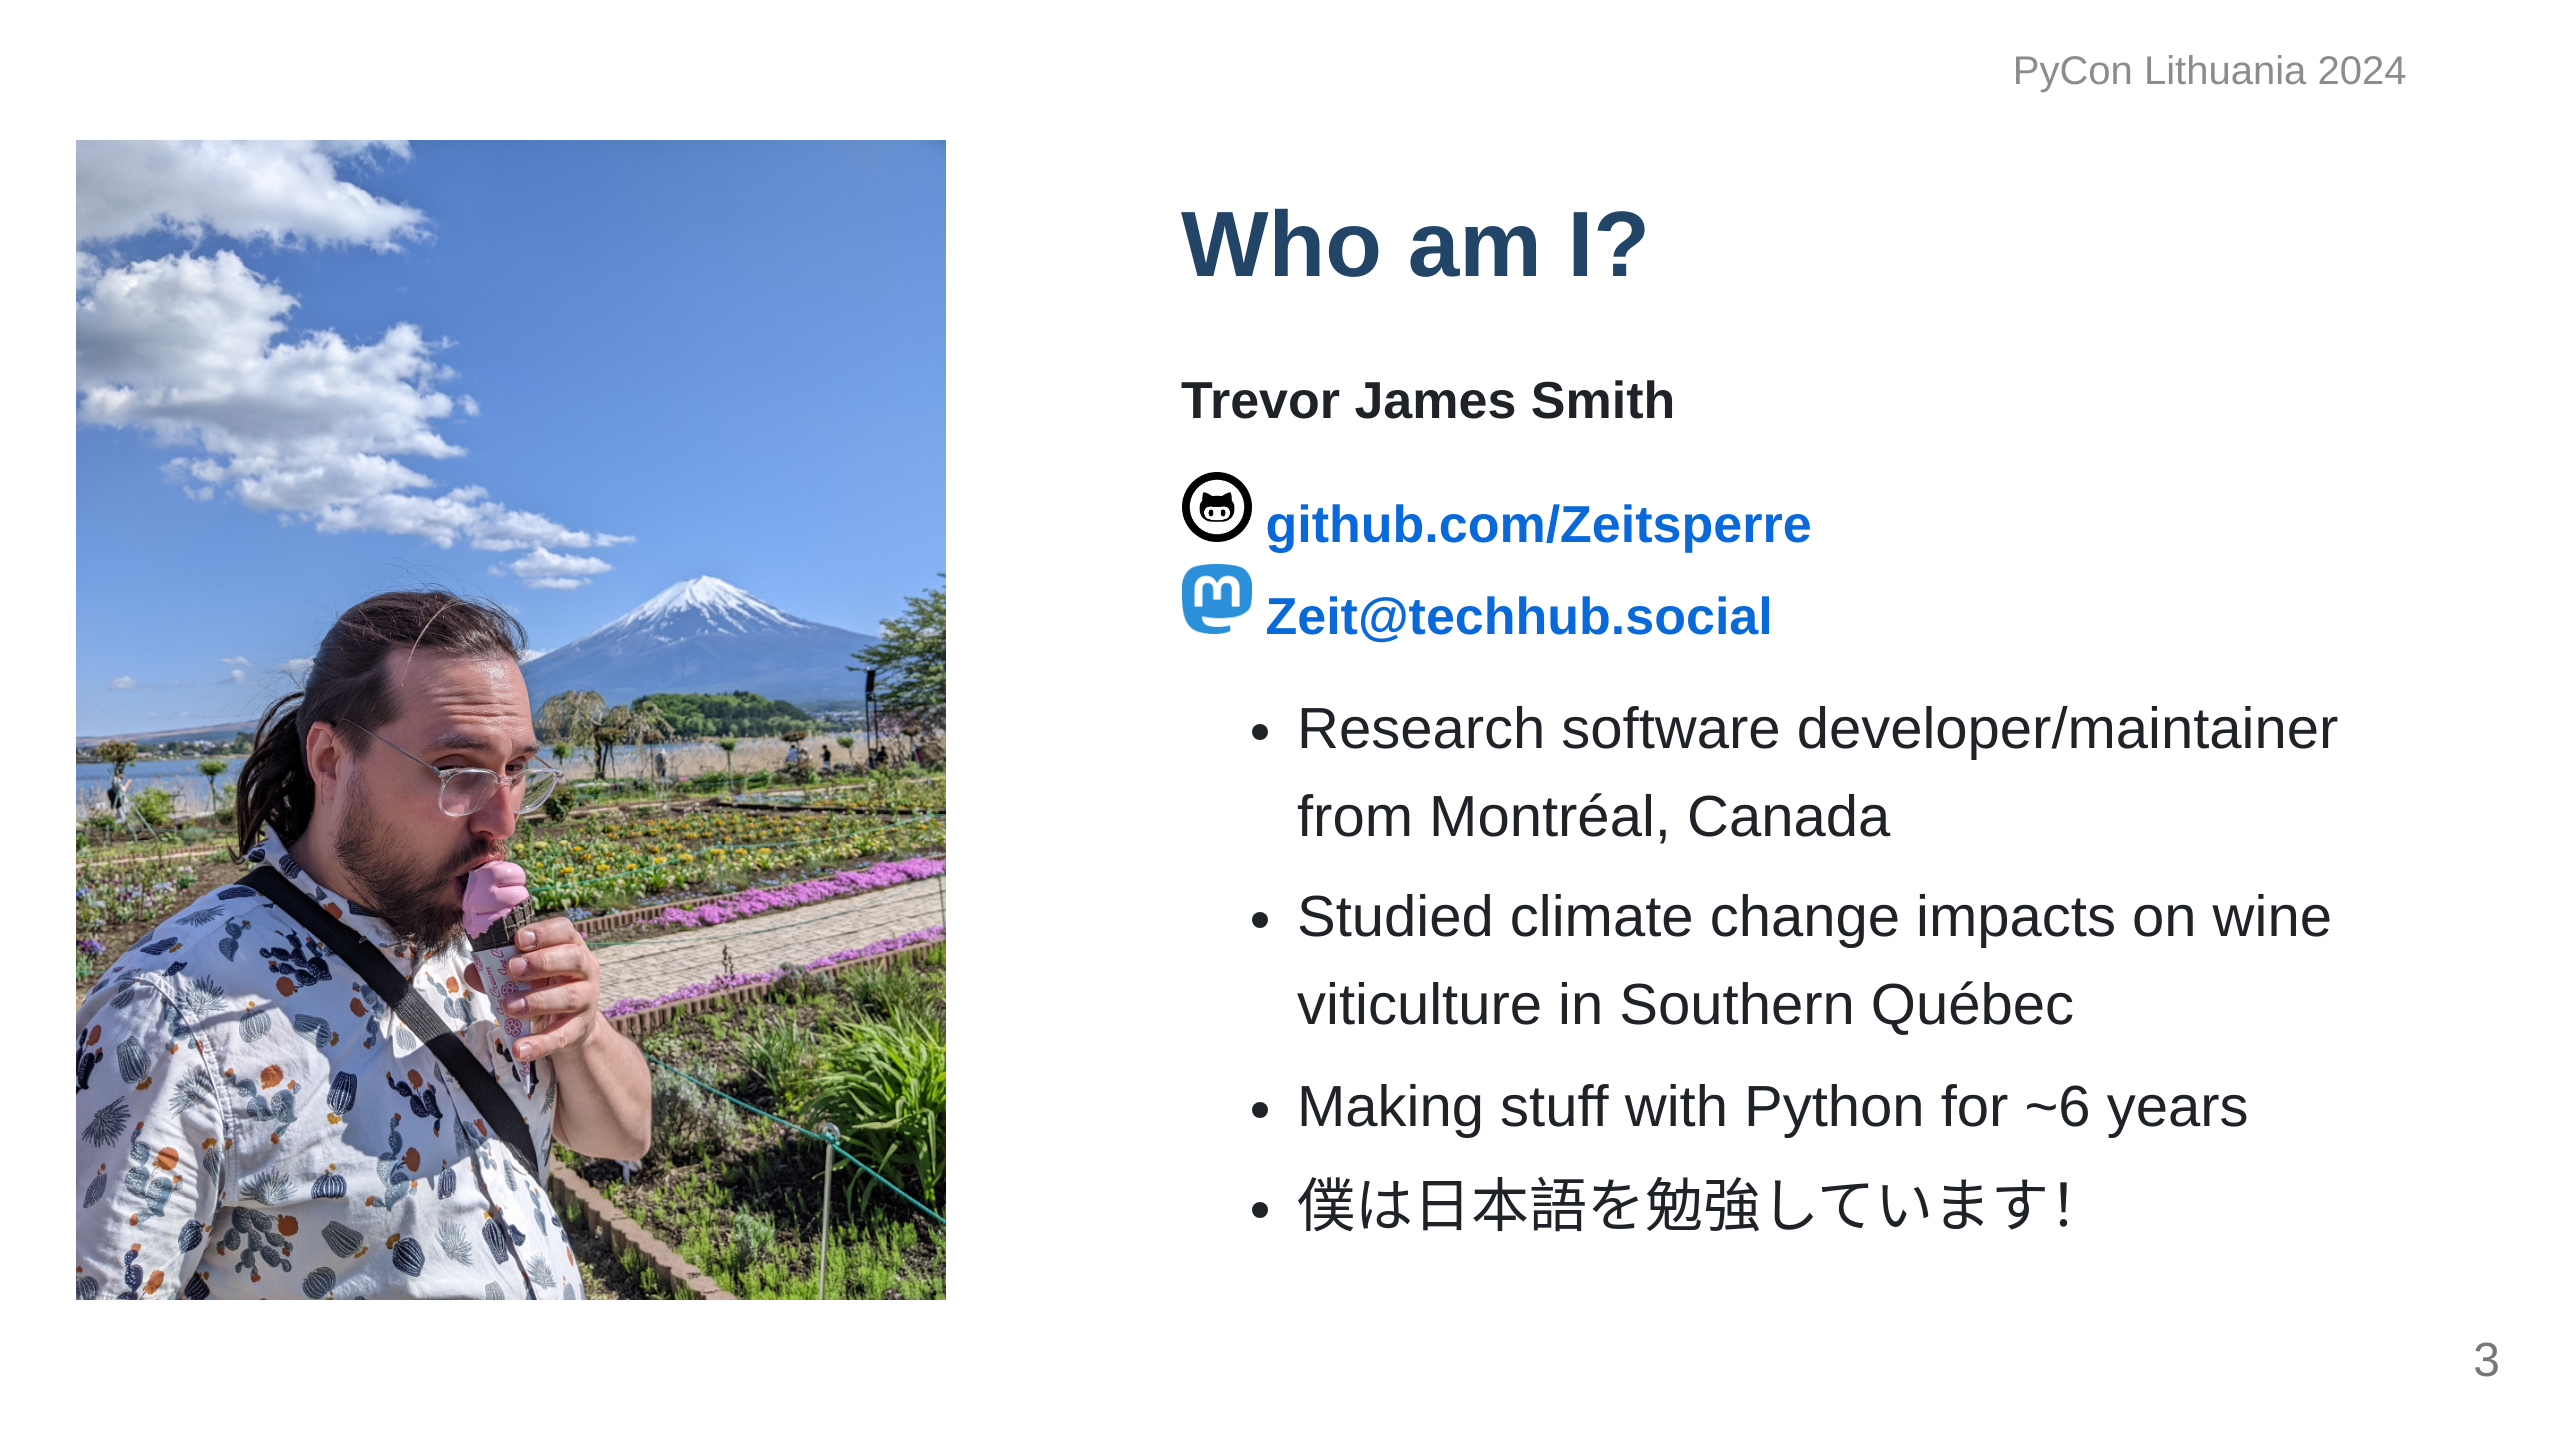 PyCon Lithuania 2024
Who am I?
Trevor James Smith
github.com/Zeitsperre
Zeit@techhub.social
Research software developer/maintainer
from Montréal, Canada
Studied climate change impacts on wine
viticulture in Southern Québec
Making stuff with Python for ~6 years
僕は日本語を勉強しています!
3